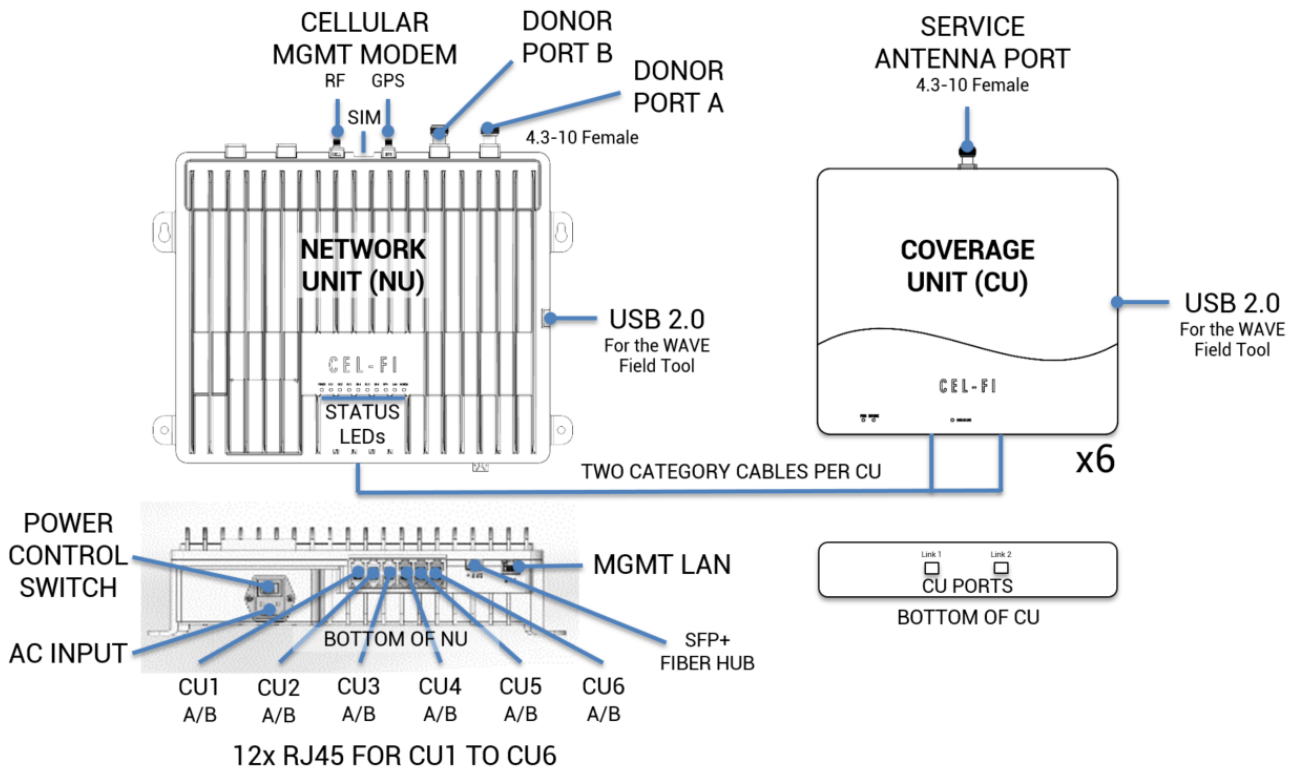 CELLULAR
MGMT MODEM
RF GPS
SIM
DONOR
PORT B
DONOR
PORT A
4.3-10 Female
SERVICE
ANTENNA PORT
4.3-10 Female
NETWORK
UNIT (NU)
COVERAGE
UNIT (CU)
USB 2.0
For the WAVE
Field Tool
USB 2.0
For the WAVE
Field Tool
CEL-FI
STATUS
LEDs
CEL-FI
x6
TWO CATEGORY CABLES PER CU
POWER
CONTROL
SWITCH
AC INPUT
MGMT LAN
BOTTOM OF NU
SFP+
FIBER HUB
Link 1 Link 2
CU PORTS
BOTTOM OF CU
CU1 CU2 CU3 CU4 CU5 CU6
A/B A/B A/B A/B A/B A/B
12x RJ45 FOR CU1 TO CU6